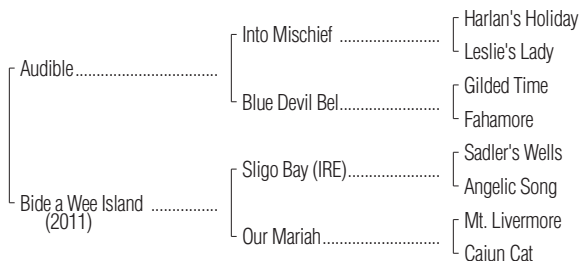 Harlan's Holiday
Into Mischief ....................
Leslie's Lady
Audible............................
Gilded Time
Blue Devil Bel....................
Fahamore
Sadler's Wells
Sligo Bay (IRE)..................
Angelic Song
Bide a Wee Island .............
(2011)
Mt. Livermore
Our Mariah........................
Cajun Cat